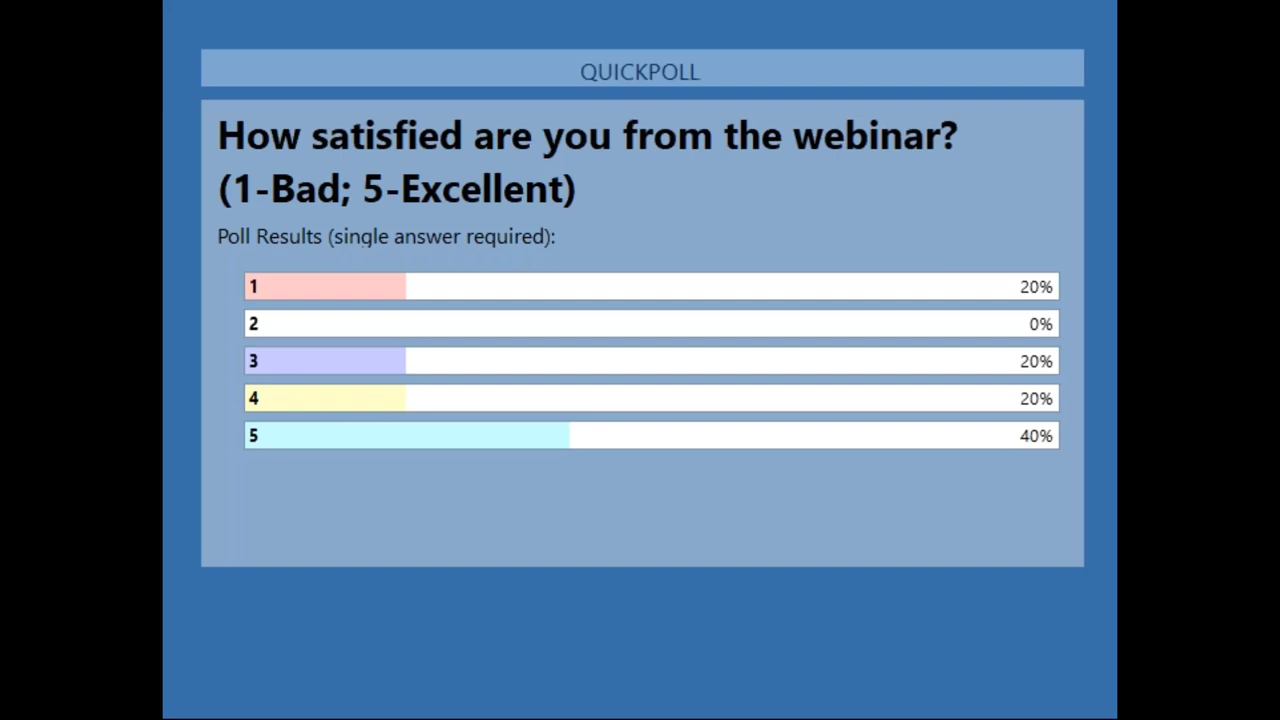 QUICKPOLL
How satisfied are you from the webinar?
(1-Bad; 5-Excellent)
Poll Results (single answer required):
1 20%
2 0%
3 20%
4 20%
5 40%